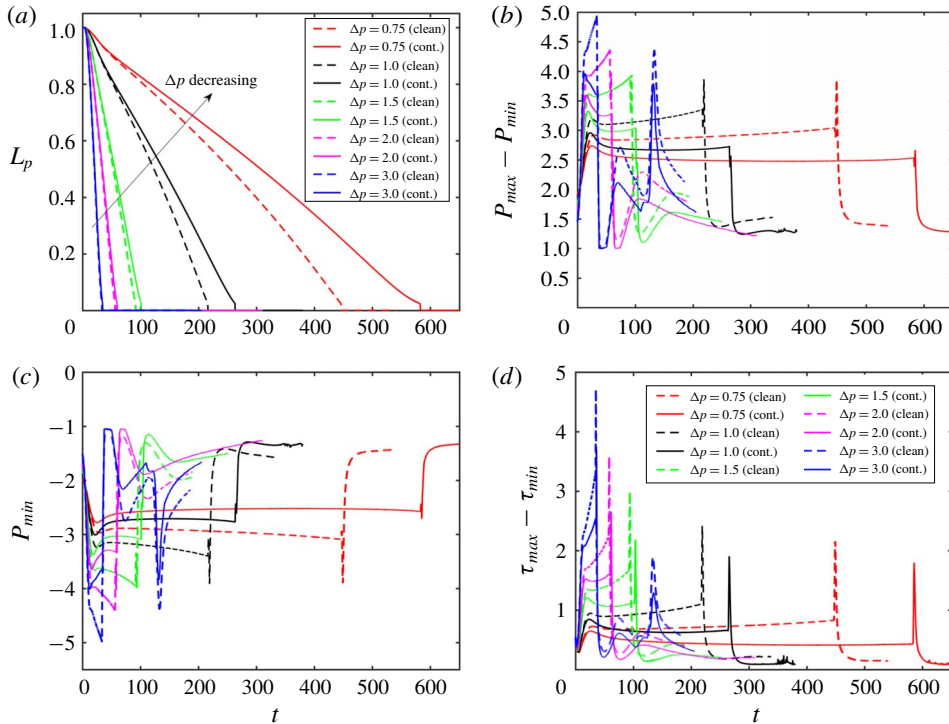 (a)
1.0
0.8
0.6
0.4
0.2
0
100
200
300
400
500
600
L_p
Δp decreasing
Δp = 0.75 (clean)
Δp = 0.75 (cont.)
Δp = 1.0 (clean)
Δp = 1.0 (cont.)
Δp = 1.5 (clean)
Δp = 1.5 (cont.)
Δp = 2.0 (clean)
Δp = 2.0 (cont.)
Δp = 3.0 (clean)
Δp = 3.0 (cont.)
(b)
5.0
4.5
4.0
3.5
3.0
2.5
2.0
1.5
1.0
0.5
0
100
200
300
400
500
600
P_max − P_min
(c)
0
−1
−2
−3
−4
−5
0
100
200
300
400
500
600
P_min
t
(d)
5
4
3
2
1
0
100
200
300
400
500
600
τ_max − τ_min
t
Δp = 0.75 (clean)
Δp = 0.75 (cont.)
Δp = 1.0 (clean)
Δp = 1.0 (cont.)
Δp = 1.5 (clean)
Δp = 1.5 (cont.)
Δp = 2.0 (clean)
Δp = 2.0 (cont.)
Δp = 3.0 (clean)
Δp = 3.0 (cont.)